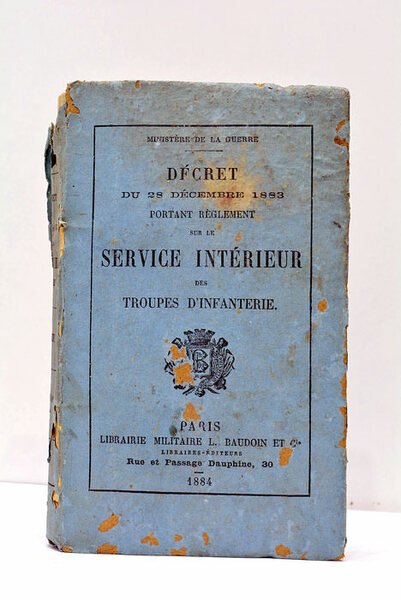 MINISTÈRE DE LA GUERRE
DÉCRET
DU 28 DÉCEMBRE 1883
PORTANT RÈGLEMENT
SUR LE
SERVICE INTÉRIEUR
DES
TROUPES D'INFANTERIE.
B
PARIS
LIBRAIRIE MILITAIRE L. BAUDOIN ET Cie
LIBRAIRES-ÉDITEURS
Rue et Passage Dauphine, 30
1884